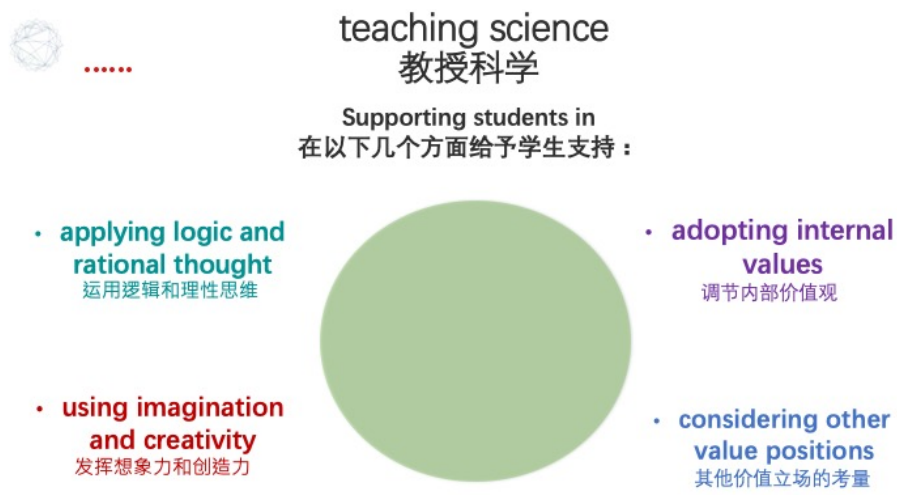 ......
teaching science
教授科学
Supporting students in
在以下几个方面给予学生支持：
• applying logic and
rational thought
运用逻辑和理性思维
• adopting internal
values
调节内部价值观
• using imagination
and creativity
发挥想象力和创造力
• considering other
value positions
其他价值立场的考量